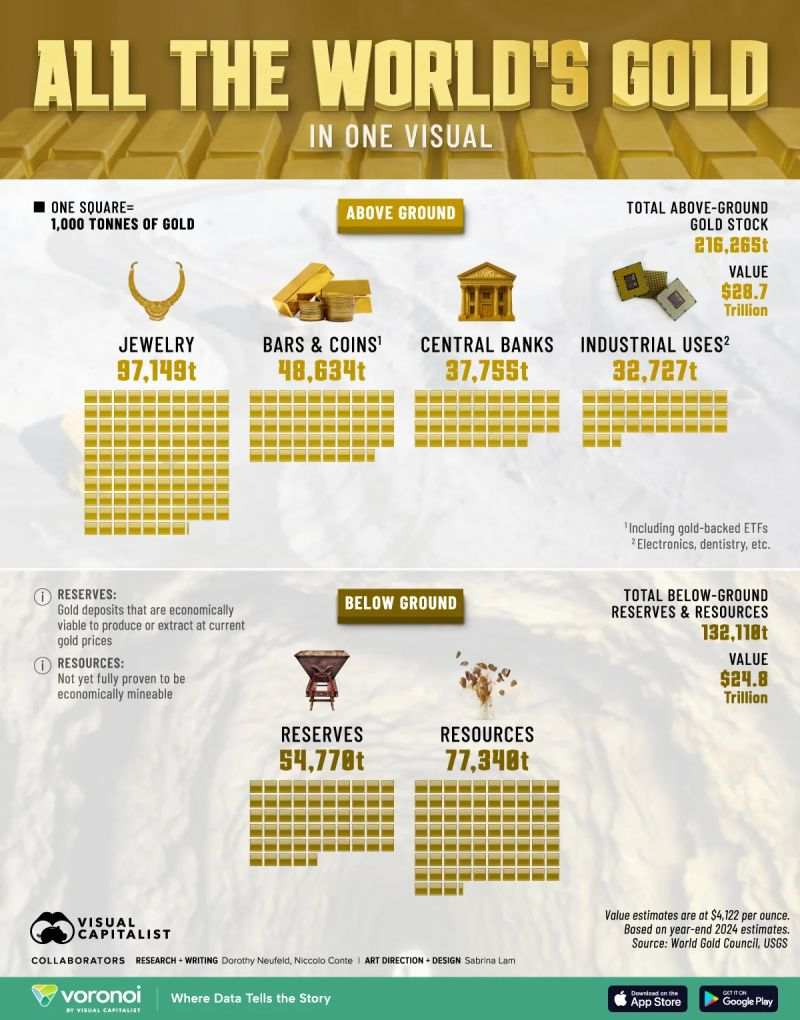 ALL THE WORLD'S GOLD
IN ONE VISUAL
ONE SQUARE=
1,000 TONNES OF GOLD
ABOVE GROUND
TOTAL ABOVE-GROUND
GOLD STOCK
216,265t
VALUE
$28.7
Trillion
JEWELRY
97,149t
BARS & COINS¹
48,634t
CENTRAL BANKS
37,755t
INDUSTRIAL USES²
32,727t
¹ Including gold-backed ETFs
² Electronics, dentistry, etc.
RESERVES:
Gold deposits that are economically
viable to produce or extract at current
gold prices
RESOURCES:
Not yet fully proven to be
economically mineable
BELOW GROUND
TOTAL BELOW-GROUND
RESERVES & RESOURCES
132,110t
VALUE
$24.8
Trillion
RESERVES
54,770t
RESOURCES
77,340t
VISUAL
CAPITALIST
Value estimates are at $4,122 per ounce.
Based on year-end 2024 estimates.
Source: World Gold Council, USGS
COLLABORATORS RESEARCH + WRITING Dorothy Neufeld, Niccolo Conte | ART DIRECTION + DESIGN Sabrina Lam
voronoi
BY VISUAL CAPITALIST
Where Data Tells the Story
Download on the
App Store
GET IT ON
Google Play